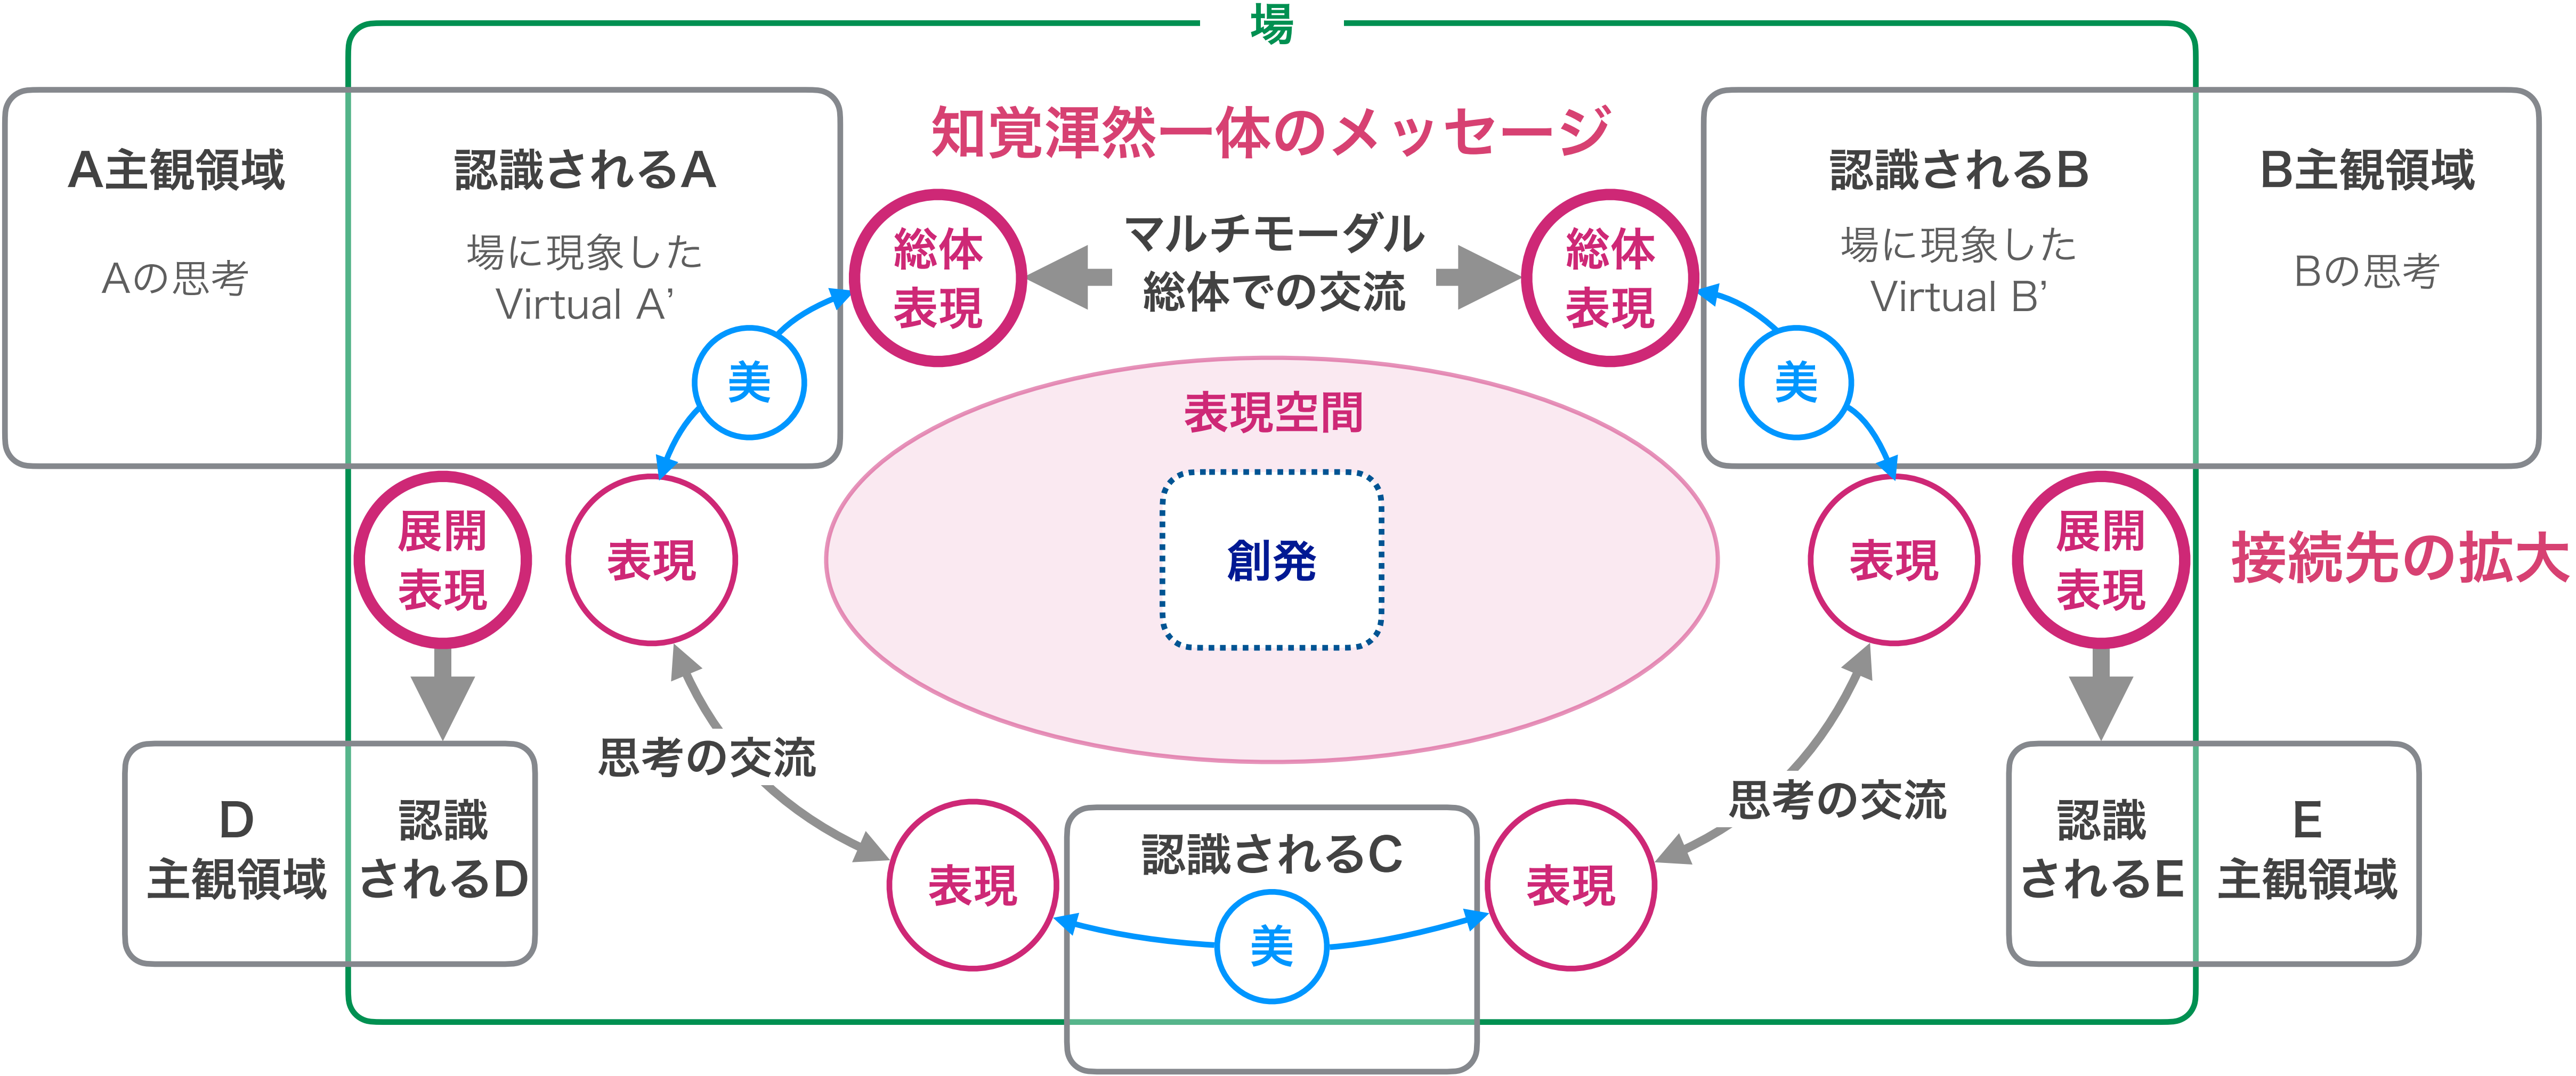 場
知覚渾然一体のメッセージ
A主観領域
Aの思考
認識されるA
場に現象した
Virtual A’
総体
表現
マルチモーダル
総体での交流
総体
表現
認識されるB
場に現象した
Virtual B’
B主観領域
Bの思考
美
美
表現空間
創発
展開
表現
表現
表現
展開
表現
接続先の拡大
思考の交流
思考の交流
D
主観領域
認識
されるD
表現
認識されるC
美
表現
認識
されるE
E
主観領域